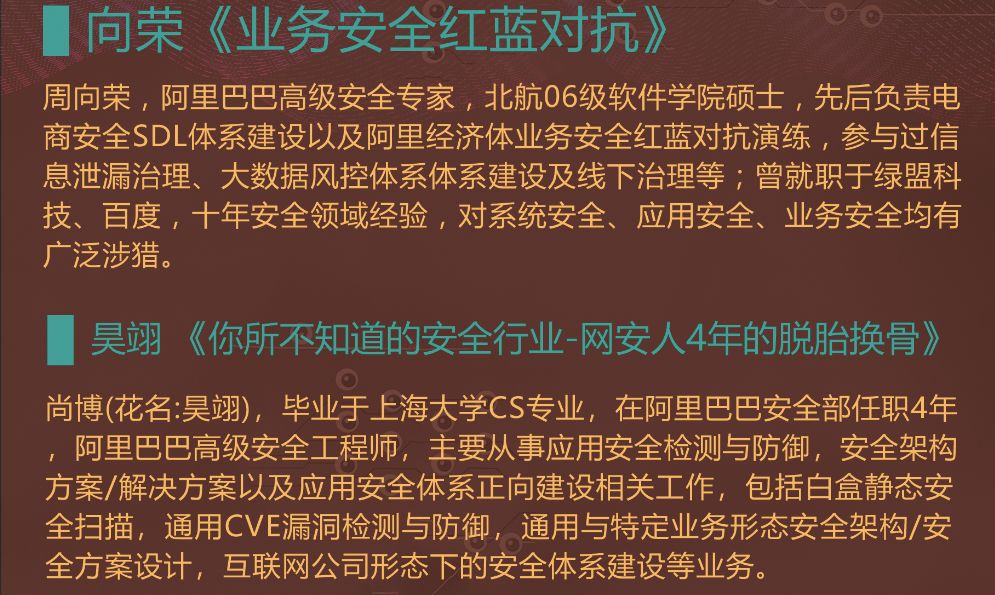 向荣《业务安全红蓝对抗》
周向荣，阿里巴巴高级安全专家，北航06级软件学院硕士，先后负责电
商安全SDL体系建设以及阿里经济体业务安全红蓝对抗演练，参与过信
息泄漏治理、大数据风控体系体系建设及线下治理等；曾就职于绿盟科
技、百度，十年安全领域经验，对系统安全、应用安全、业务安全均有
广泛涉猎。
昊翊 《你所不知道的安全行业-网安人4年的脱胎换骨》
尚博(花名:昊翊)，毕业于上海大学CS专业，在阿里巴巴安全部任职4年
，阿里巴巴高级安全工程师，主要从事应用安全检测与防御，安全架构
方案/解决方案以及应用安全体系正向建设相关工作，包括白盒静态安
全扫描，通用CVE漏洞检测与防御，通用与特定业务形态安全架构/安
全方案设计，互联网公司形态下的安全体系建设等业务。